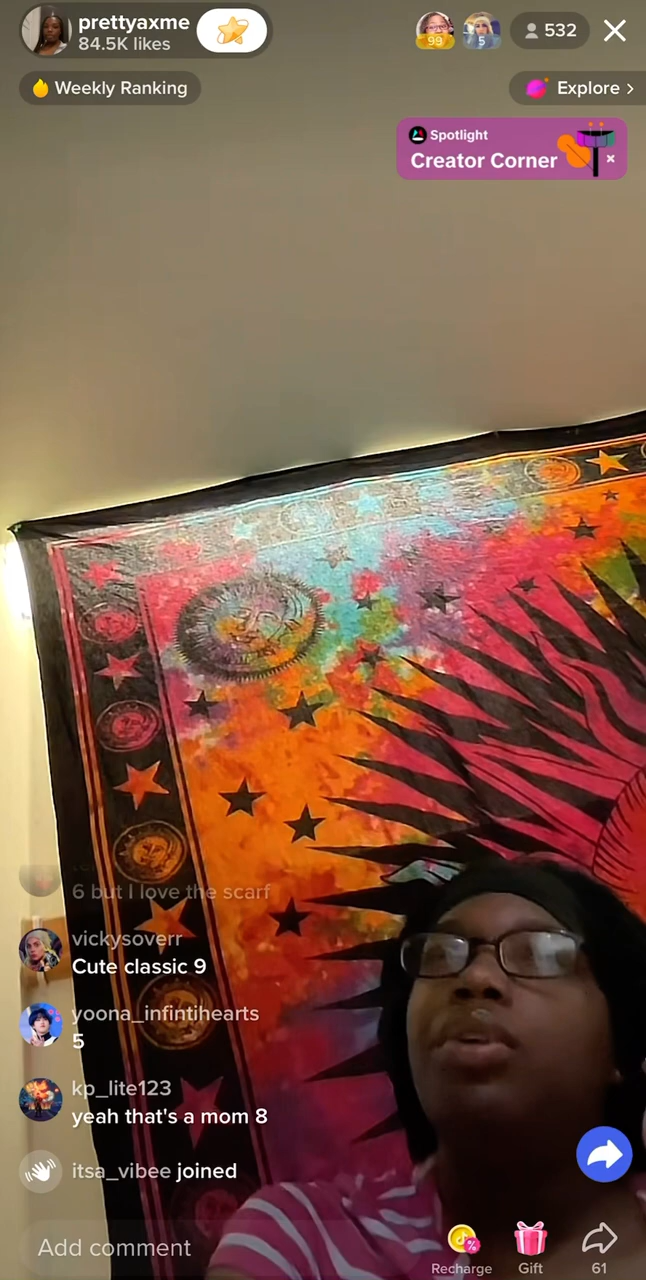 prettyaxme
84.5K likes
99
5
532
Weekly Ranking
Explore >
Spotlight
Creator Corner
6 but I love the scarf
vickysoverr
Cute classic 9
yoona_infintihearts
5
kp_lite123
yeah that's a mom 8
itsa_vibee joined
Add comment
Recharge
Gift
61